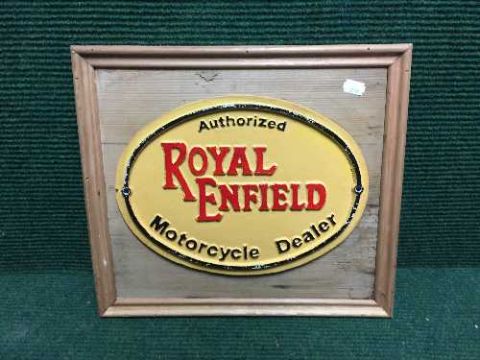 Authorized
ROYAL
ENFIELD
Motorcycle Dealer